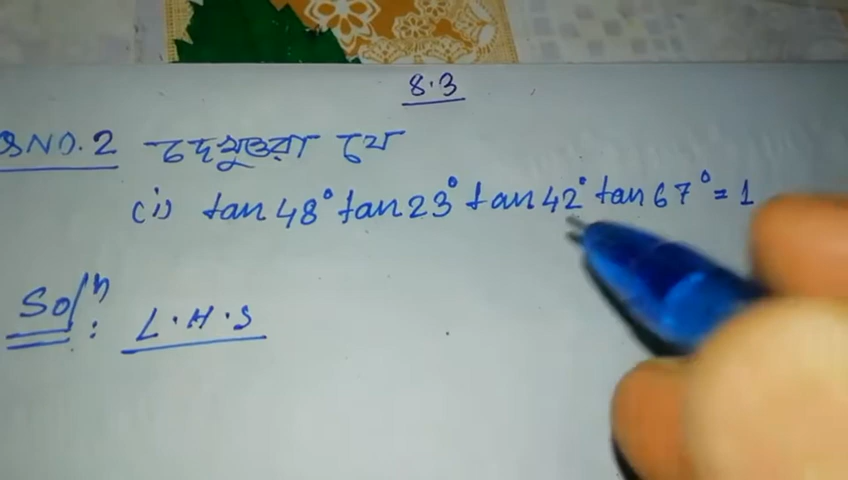 8.3
QNO.2 দেখুওৱা যে
(i) tan 48° tan 23° tan 42° tan 67° = 1
Solⁿ: L.H.S